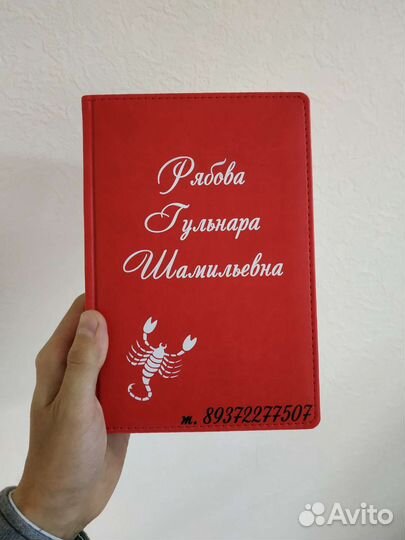 Рябова
Гульнара
Шамильевна
т. 89372277507
Avito